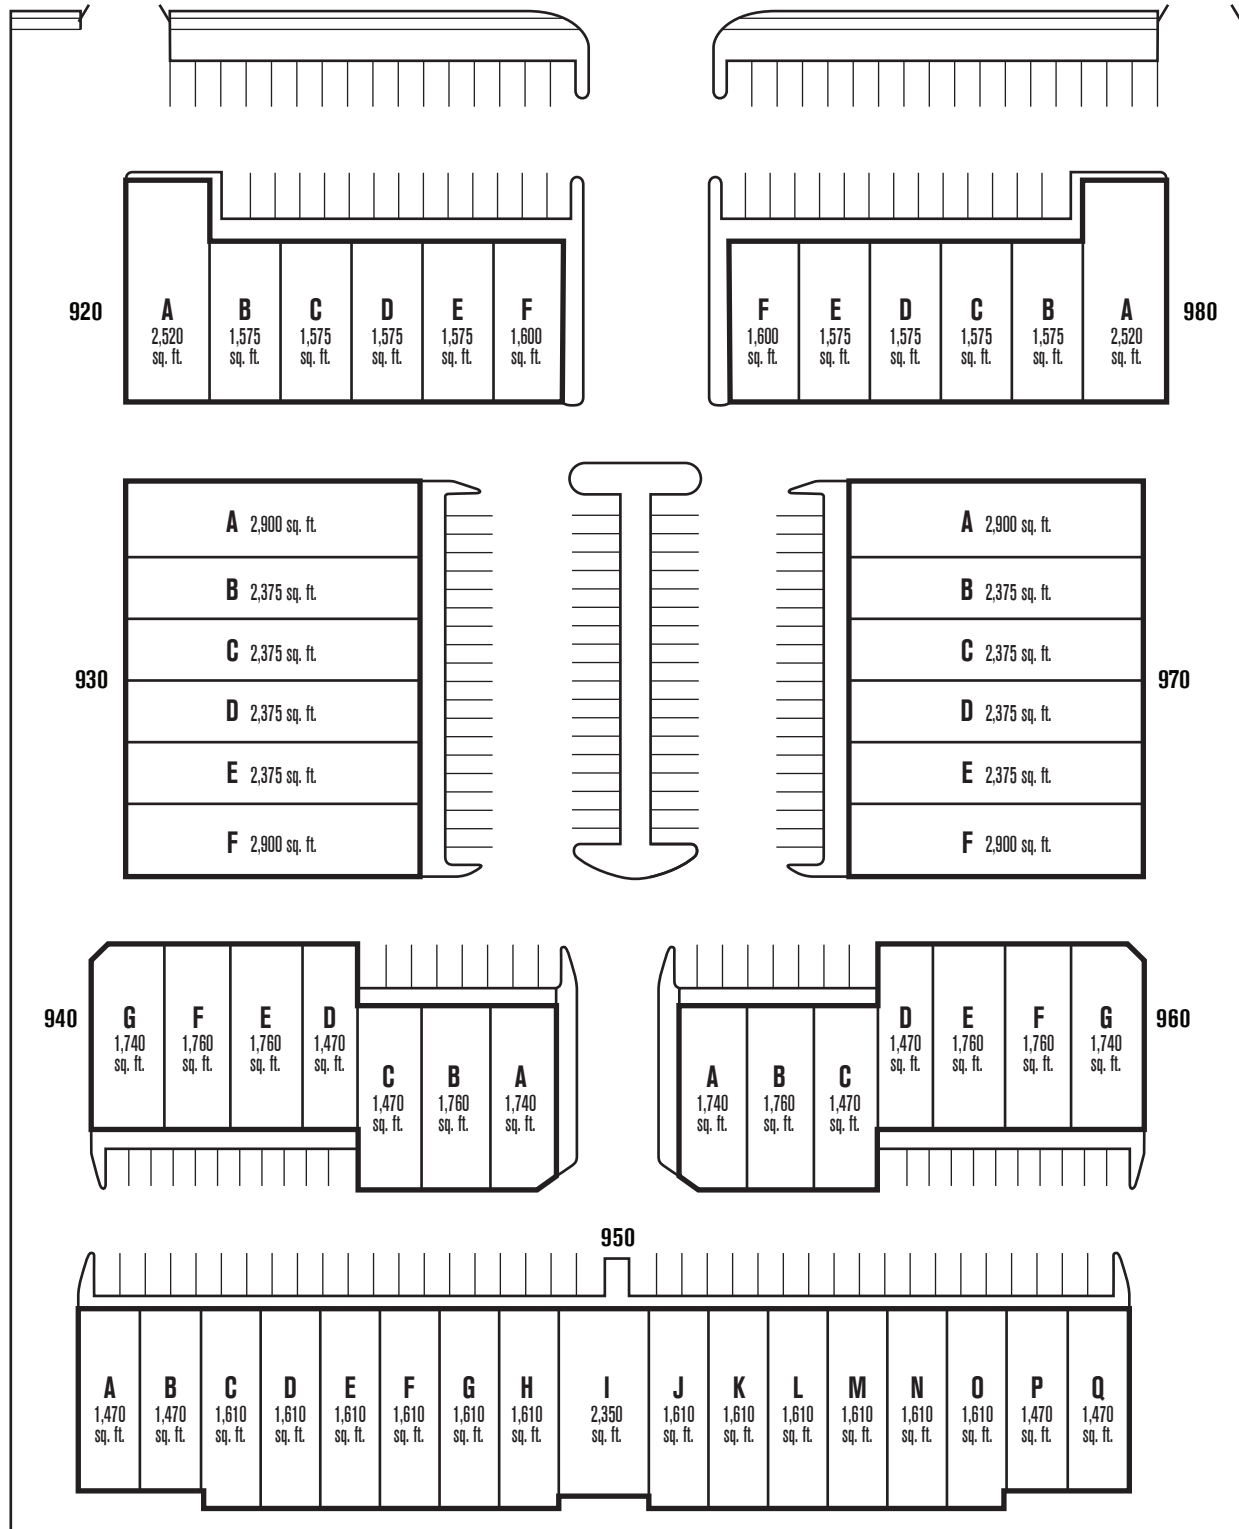 920
A
2,520
sq. ft.
B
1,575
sq. ft.
C
1,575
sq. ft.
D
1,575
sq. ft.
E
1,575
sq. ft.
F
1,600
sq. ft.
F
1,600
sq. ft.
E
1,575
sq. ft.
D
1,575
sq. ft.
C
1,575
sq. ft.
B
1,575
sq. ft.
A
2,520
sq. ft.
980
930
A 2,900 sq. ft.
B 2,375 sq. ft.
C 2,375 sq. ft.
D 2,375 sq. ft.
E 2,375 sq. ft.
F 2,900 sq. ft.
A 2,900 sq. ft.
B 2,375 sq. ft.
C 2,375 sq. ft.
D 2,375 sq. ft.
E 2,375 sq. ft.
F 2,900 sq. ft.
970
940
G
1,740
sq. ft.
F
1,760
sq. ft.
E
1,760
sq. ft.
D
1,470
sq. ft.
C
1,470
sq. ft.
B
1,760
sq. ft.
A
1,740
sq. ft.
A
1,740
sq. ft.
B
1,760
sq. ft.
C
1,470
sq. ft.
D
1,470
sq. ft.
E
1,760
sq. ft.
F
1,760
sq. ft.
G
1,740
sq. ft.
960
950
A
1,470
sq. ft.
B
1,470
sq. ft.
C
1,610
sq. ft.
D
1,610
sq. ft.
E
1,610
sq. ft.
F
1,610
sq. ft.
G
1,610
sq. ft.
H
1,610
sq. ft.
I
2,350
sq. ft.
J
1,610
sq. ft.
K
1,610
sq. ft.
L
1,610
sq. ft.
M
1,610
sq. ft.
N
1,610
sq. ft.
O
1,610
sq. ft.
P
1,470
sq. ft.
Q
1,470
sq. ft.